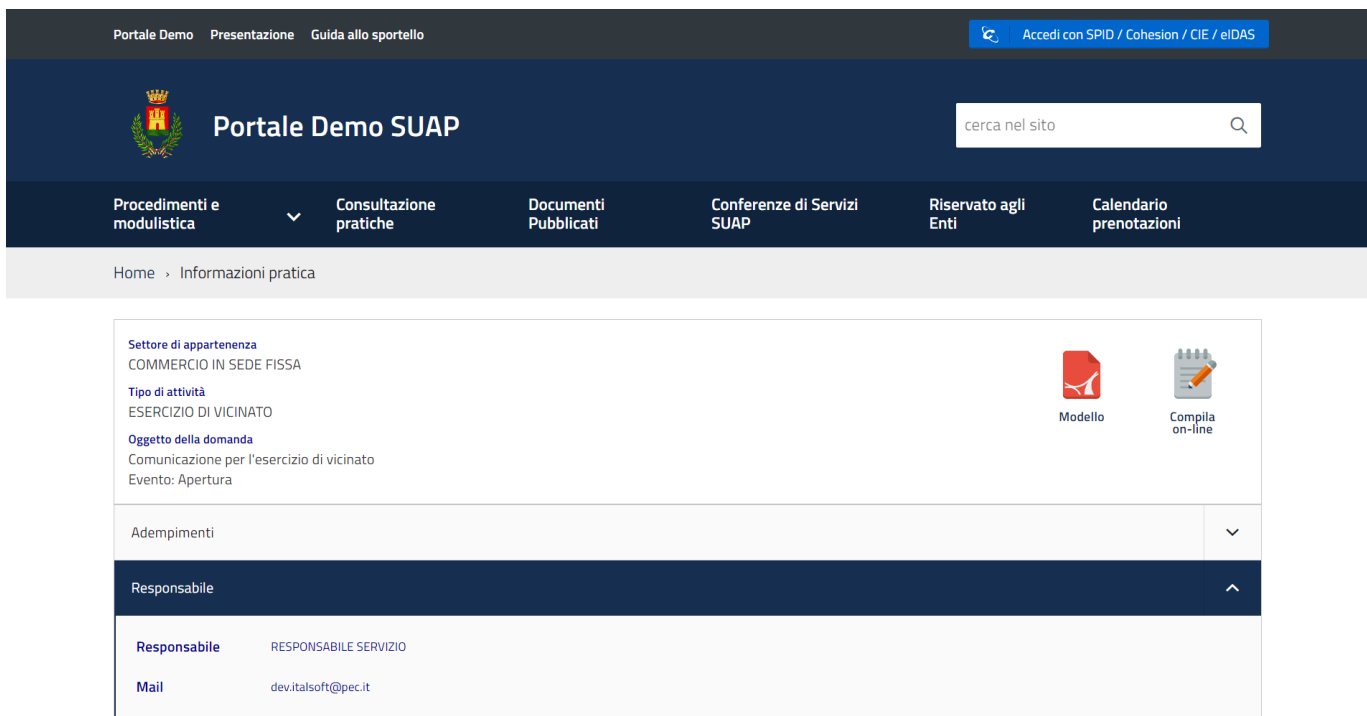 Portale Demo Presentazione Guida allo sportello Accedi con SPID / Cohesion / CIE / eIDAS
Portale Demo SUAP
cerca nel sito
Procedimenti e modulistica
Consultazione pratiche
Documenti Pubblicati
Conferenze di Servizi SUAP
Riservato agli Enti
Calendario prenotazioni
Home › Informazioni pratica
Settore di appartenenza
COMMERCIO IN SEDE FISSA
Tipo di attività
ESERCIZIO DI VICINATO
Oggetto della domanda
Comunicazione per l'esercizio di vicinato
Evento: Apertura
Modello
Compila
on-line
Adempimenti
Responsabile
Responsabile RESPONSABILE SERVIZIO
Mail dev.italsoft@pec.it